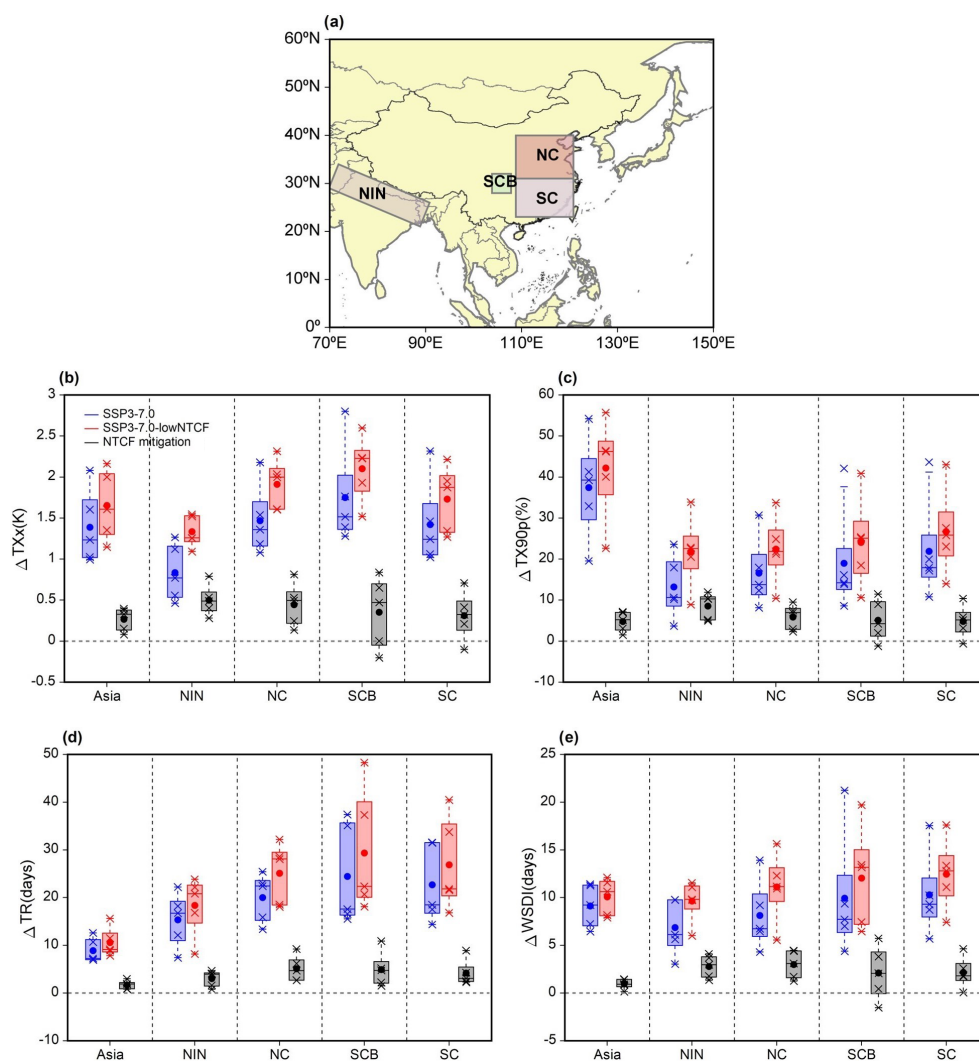 (a)
60ºN
50ºN
40ºN
30ºN
20ºN
10ºN
0º
70ºE
90ºE
110ºE
130ºE
150ºE
NC
SCB
NIN
SC
(b)
Δ TXx(K)
3
2.5
2
1.5
1
0.5
0
-0.5
SSP3-7.0
SSP3-7.0-lowNTCF
NTCF mitigation
Asia NIN NC SCB SC
(c)
Δ TX90p(%)
60
50
40
30
20
10
0
-10
Asia NIN NC SCB SC
(d)
Δ TR(days)
50
40
30
20
10
0
-10
Asia NIN NC SCB SC
(e)
Δ WSDI(days)
25
20
15
10
5
0
-5
Asia NIN NC SCB SC